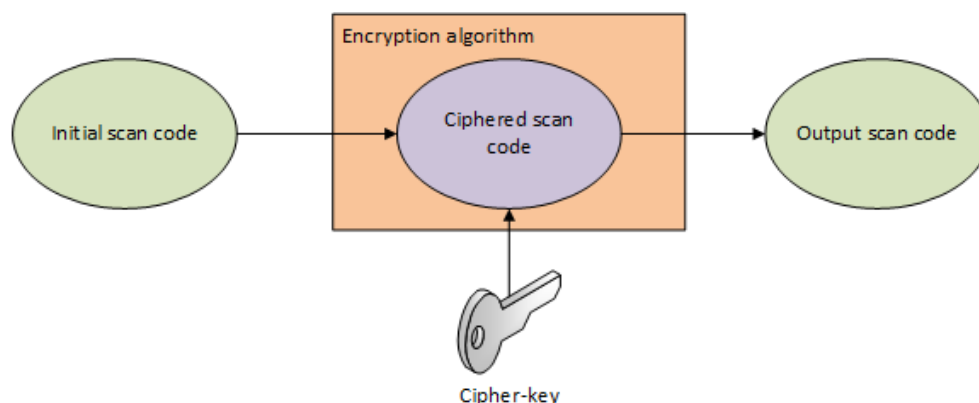 Encryption algorithm
Initial scan code
Ciphered scan
code
Output scan code
Cipher-key